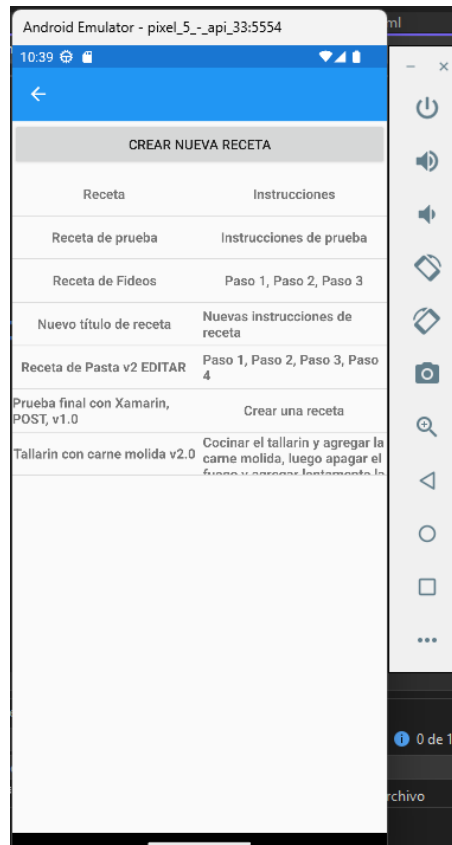 Android Emulator - pixel_5_-_api_33:5554
ml
10:39
CREAR NUEVA RECETA
Receta
Instrucciones
Receta de prueba
Instrucciones de prueba
Receta de Fideos
Paso 1, Paso 2, Paso 3
Nuevo título de receta
Nuevas instrucciones de
receta
Receta de Pasta v2 EDITAR
Paso 1, Paso 2, Paso 3, Paso
4
Prueba final con Xamarin,
POST, v1.0
Crear una receta
Tallarin con carne molida v2.0
Cocinar el tallarin y agregar la
carne molida, luego apagar el
fuego y agregar lentamente la
0 de 1
rchivo